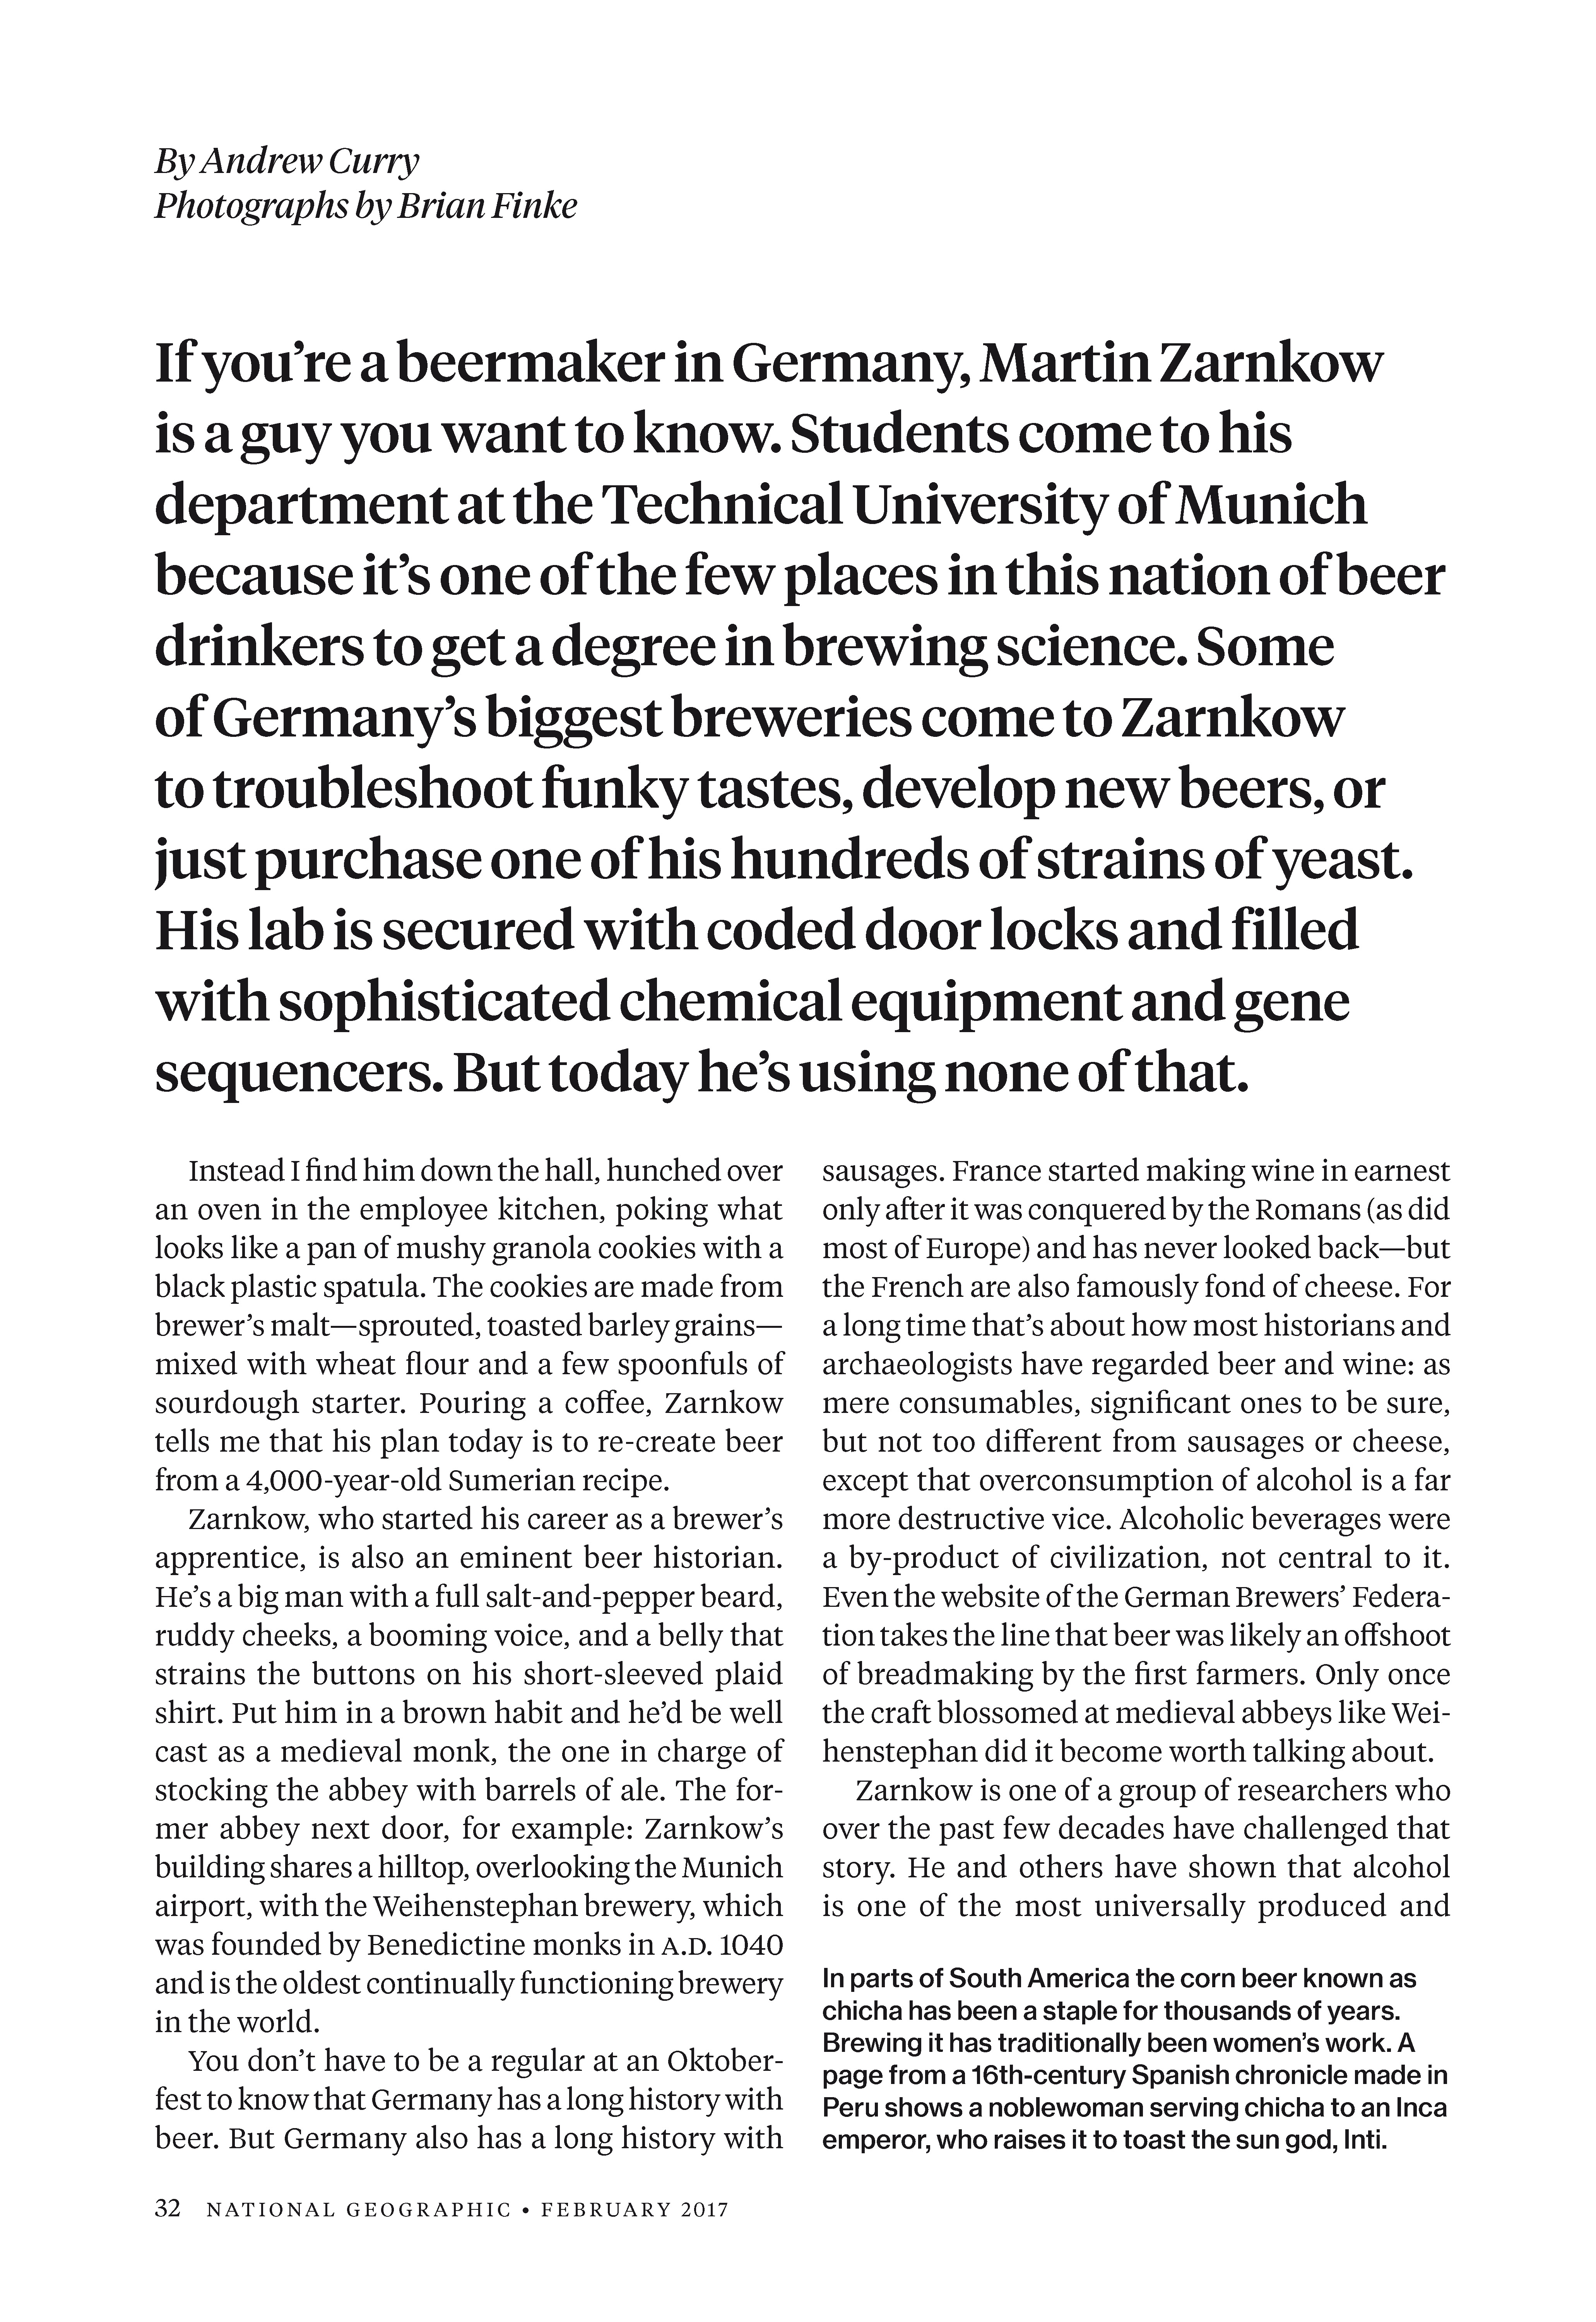 By Andrew Curry
Photographs by Brian Finke
If you’re a beermaker in Germany, Martin Zarnkow
is a guy you want to know. Students come to his
department at the Technical University of Munich
because it’s one of the few places in this nation of beer
drinkers to get a degree in brewing science. Some
of Germany’s biggest breweries come to Zarnkow
to troubleshoot funky tastes, develop new beers, or
just purchase one of his hundreds of strains of yeast.
His lab is secured with coded door locks and filled
with sophisticated chemical equipment and gene
sequencers. But today he’s using none of that.
Instead I find him down the hall, hunched over
an oven in the employee kitchen, poking what
looks like a pan of mushy granola cookies with a
black plastic spatula. The cookies are made from
brewer’s malt—sprouted, toasted barley grains—
mixed with wheat flour and a few spoonfuls of
sourdough starter. Pouring a coffee, Zarnkow
tells me that his plan today is to re-create beer
from a 4,000-year-old Sumerian recipe.
Zarnkow, who started his career as a brewer’s
apprentice, is also an eminent beer historian.
He’s a big man with a full salt-and-pepper beard,
ruddy cheeks, a booming voice, and a belly that
strains the buttons on his short-sleeved plaid
shirt. Put him in a brown habit and he’d be well
cast as a medieval monk, the one in charge of
stocking the abbey with barrels of ale. The for-
mer abbey next door, for example: Zarnkow’s
building shares a hilltop, overlooking the Munich
airport, with the Weihenstephan brewery, which
was founded by Benedictine monks in A.D. 1040
and is the oldest continually functioning brewery
in the world.
You don’t have to be a regular at an Oktober-
fest to know that Germany has a long history with
beer. But Germany also has a long history with
sausages. France started making wine in earnest
only after it was conquered by the Romans (as did
most of Europe) and has never looked back—but
the French are also famously fond of cheese. For
a long time that’s about how most historians and
archaeologists have regarded beer and wine: as
mere consumables, significant ones to be sure,
but not too different from sausages or cheese,
except that overconsumption of alcohol is a far
more destructive vice. Alcoholic beverages were
a by-product of civilization, not central to it.
Even the website of the German Brewers’ Federa-
tion takes the line that beer was likely an offshoot
of breadmaking by the first farmers. Only once
the craft blossomed at medieval abbeys like Wei-
henstephan did it become worth talking about.
Zarnkow is one of a group of researchers who
over the past few decades have challenged that
story. He and others have shown that alcohol
is one of the most universally produced and
In parts of South America the corn beer known as
chicha has been a staple for thousands of years.
Brewing it has traditionally been women’s work. A
page from a 16th-century Spanish chronicle made in
Peru shows a noblewoman serving chicha to an Inca
emperor, who raises it to toast the sun god, Inti.
32 NATIONAL GEOGRAPHIC • FEBRUARY 2017